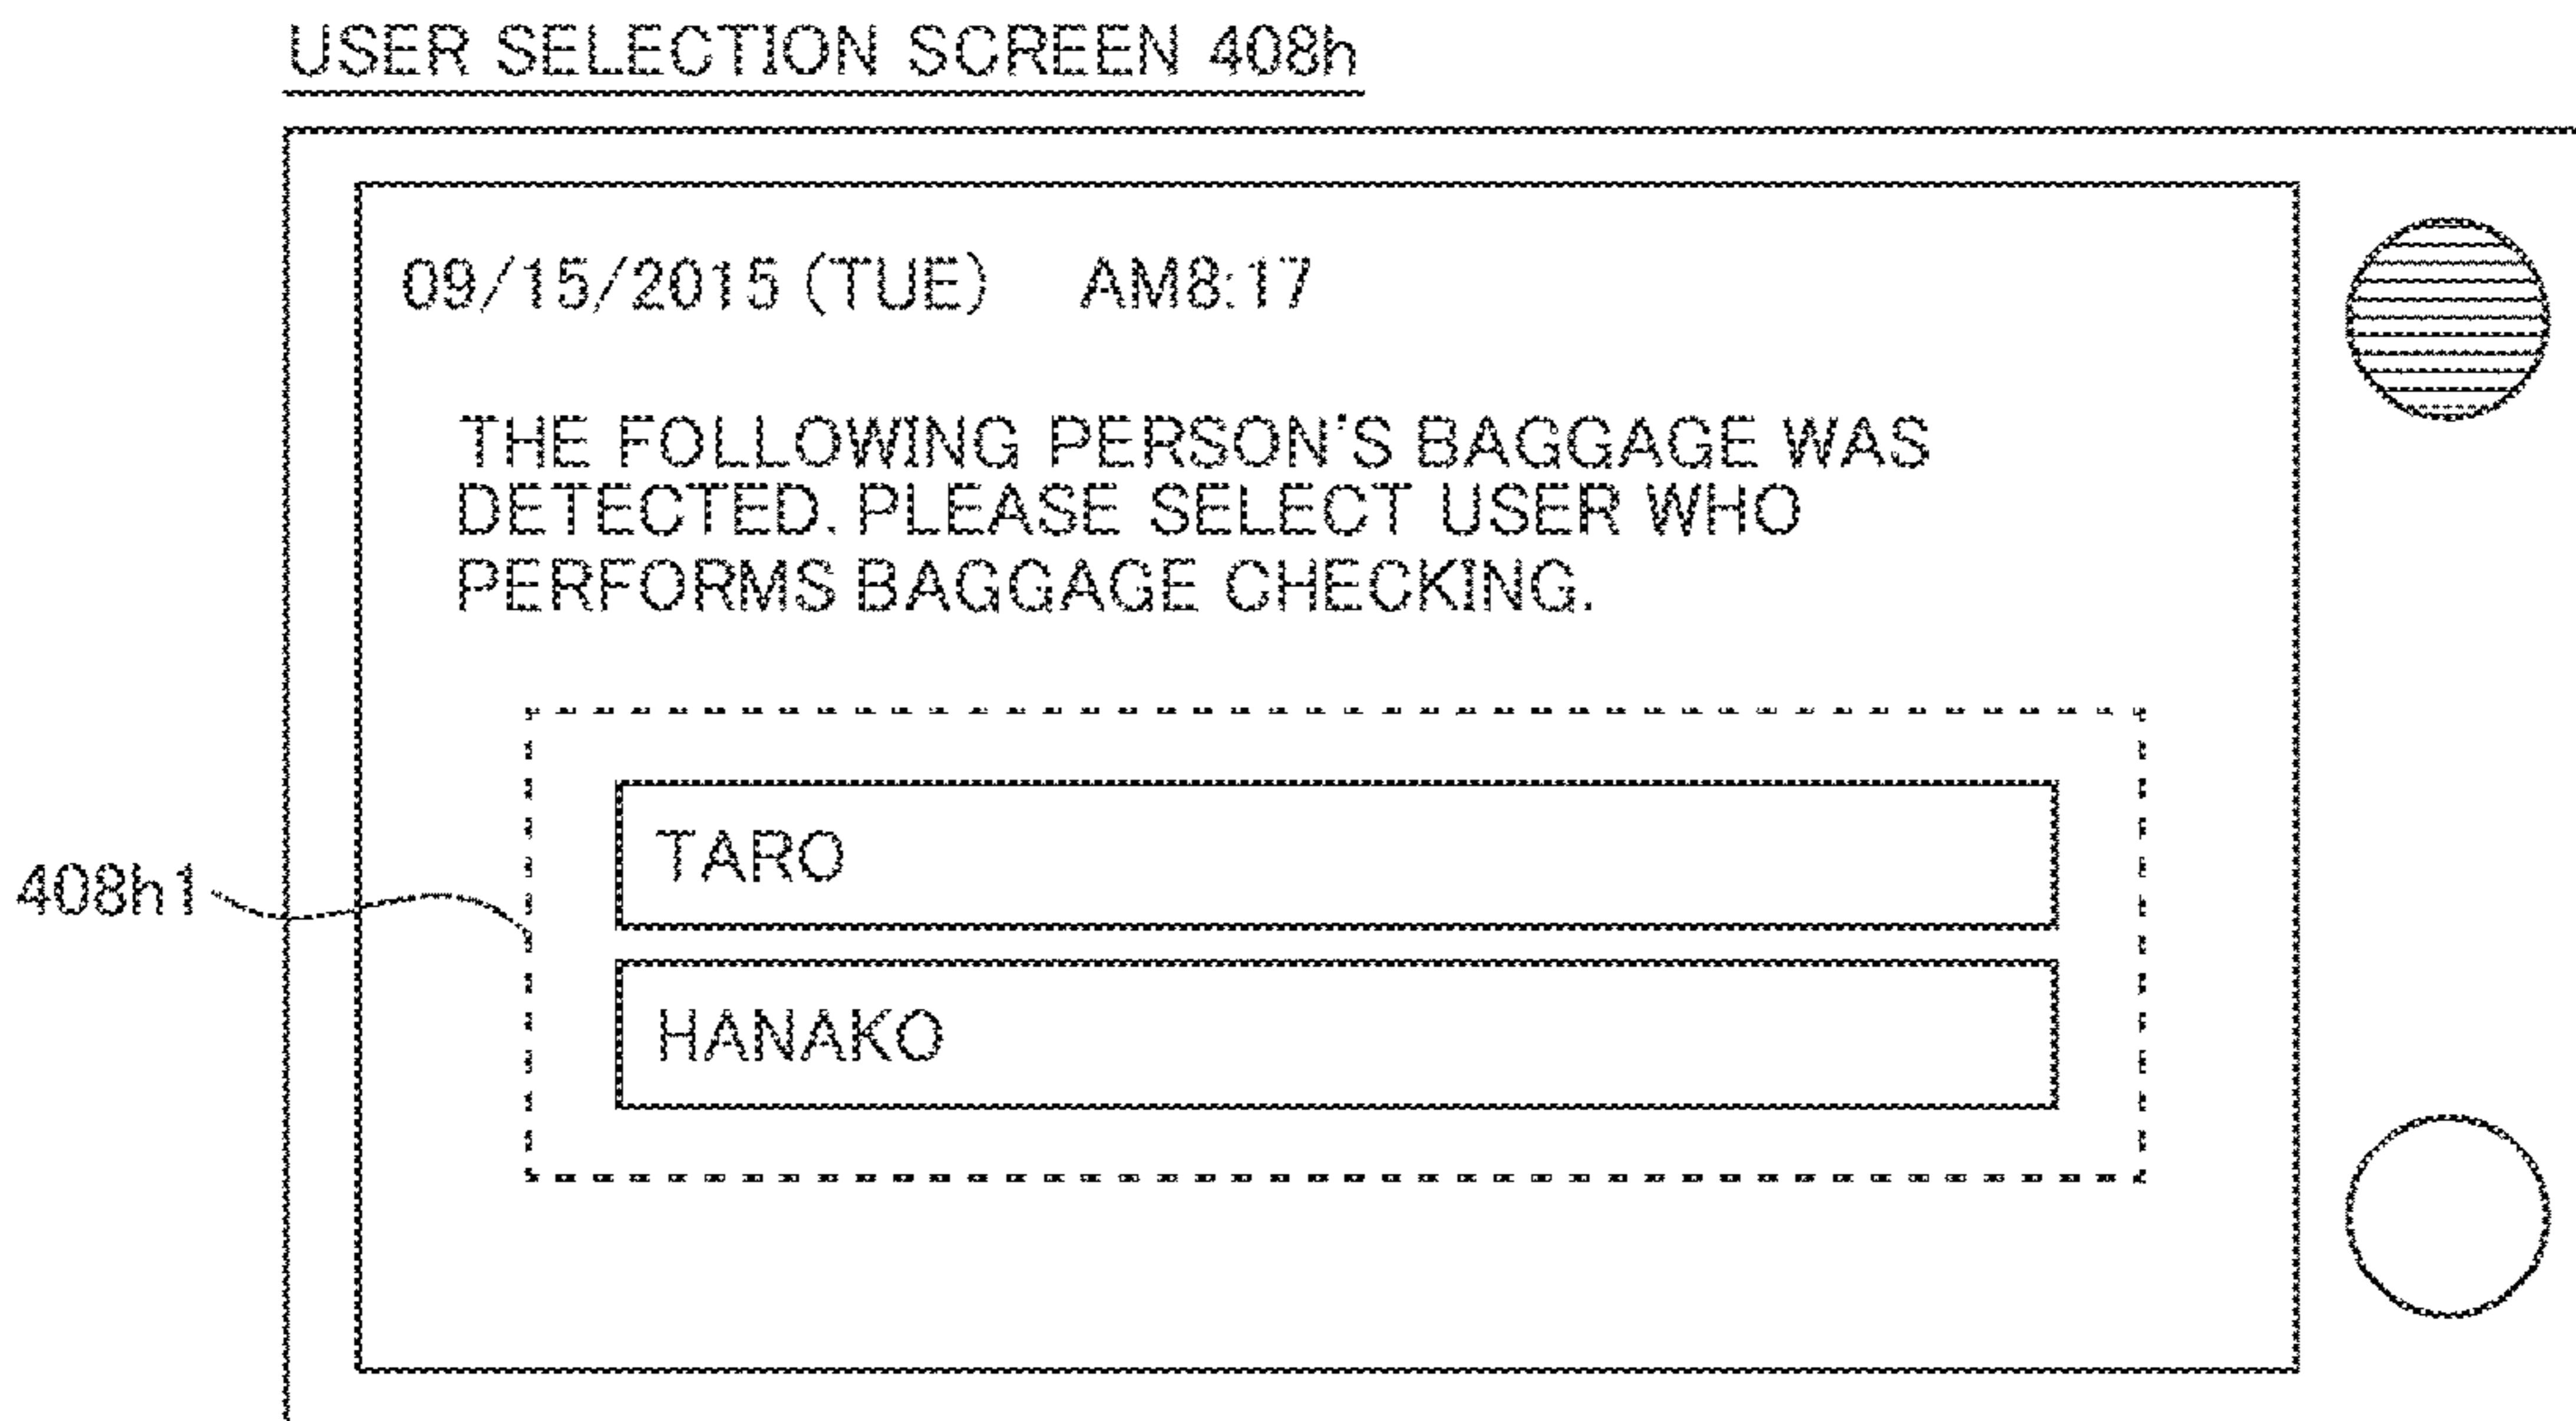 USER SELECTION SCREEN 408h
09/15/2015 (TUE) AM8:17
THE FOLLOWING PERSON'S BAGGAGE WAS
DETECTED. PLEASE SELECT USER WHO
PERFORMS BAGGAGE CHECKING.
TARO
408h1
HANAKO